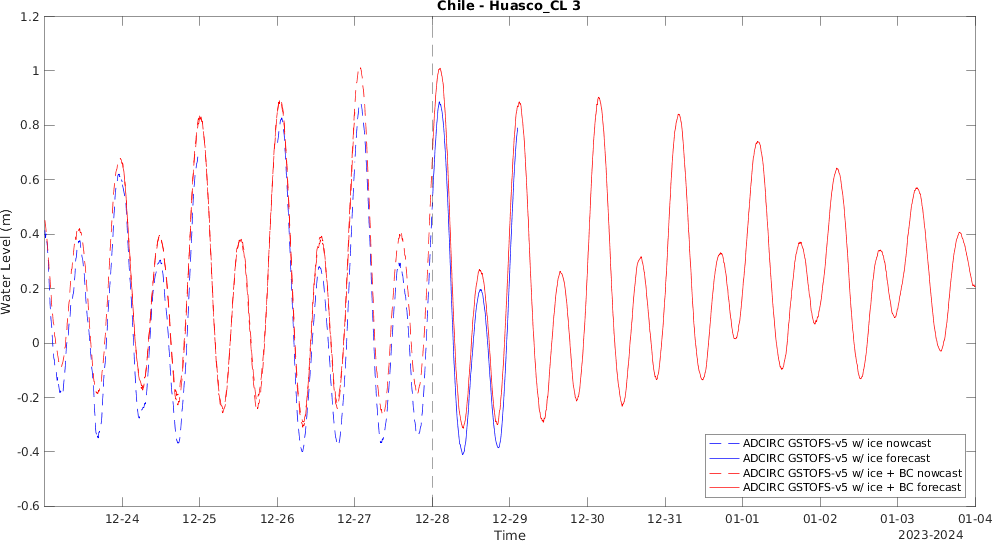 Chile - Huasco_CL 3
1.2
1
0.8
0.6
0.4
0.2
0
-0.2
-0.4
-0.6
Water Level (m)
ADCIRC GSTOFS-v5 w/ ice nowcast
ADCIRC GSTOFS-v5 w/ ice forecast
ADCIRC GSTOFS-v5 w/ ice + BC nowcast
ADCIRC GSTOFS-v5 w/ ice + BC forecast
12-24 12-25 12-26 12-27 12-28 12-29 12-30 12-31 01-01 01-02 01-03 01-04
Time
2023-2024